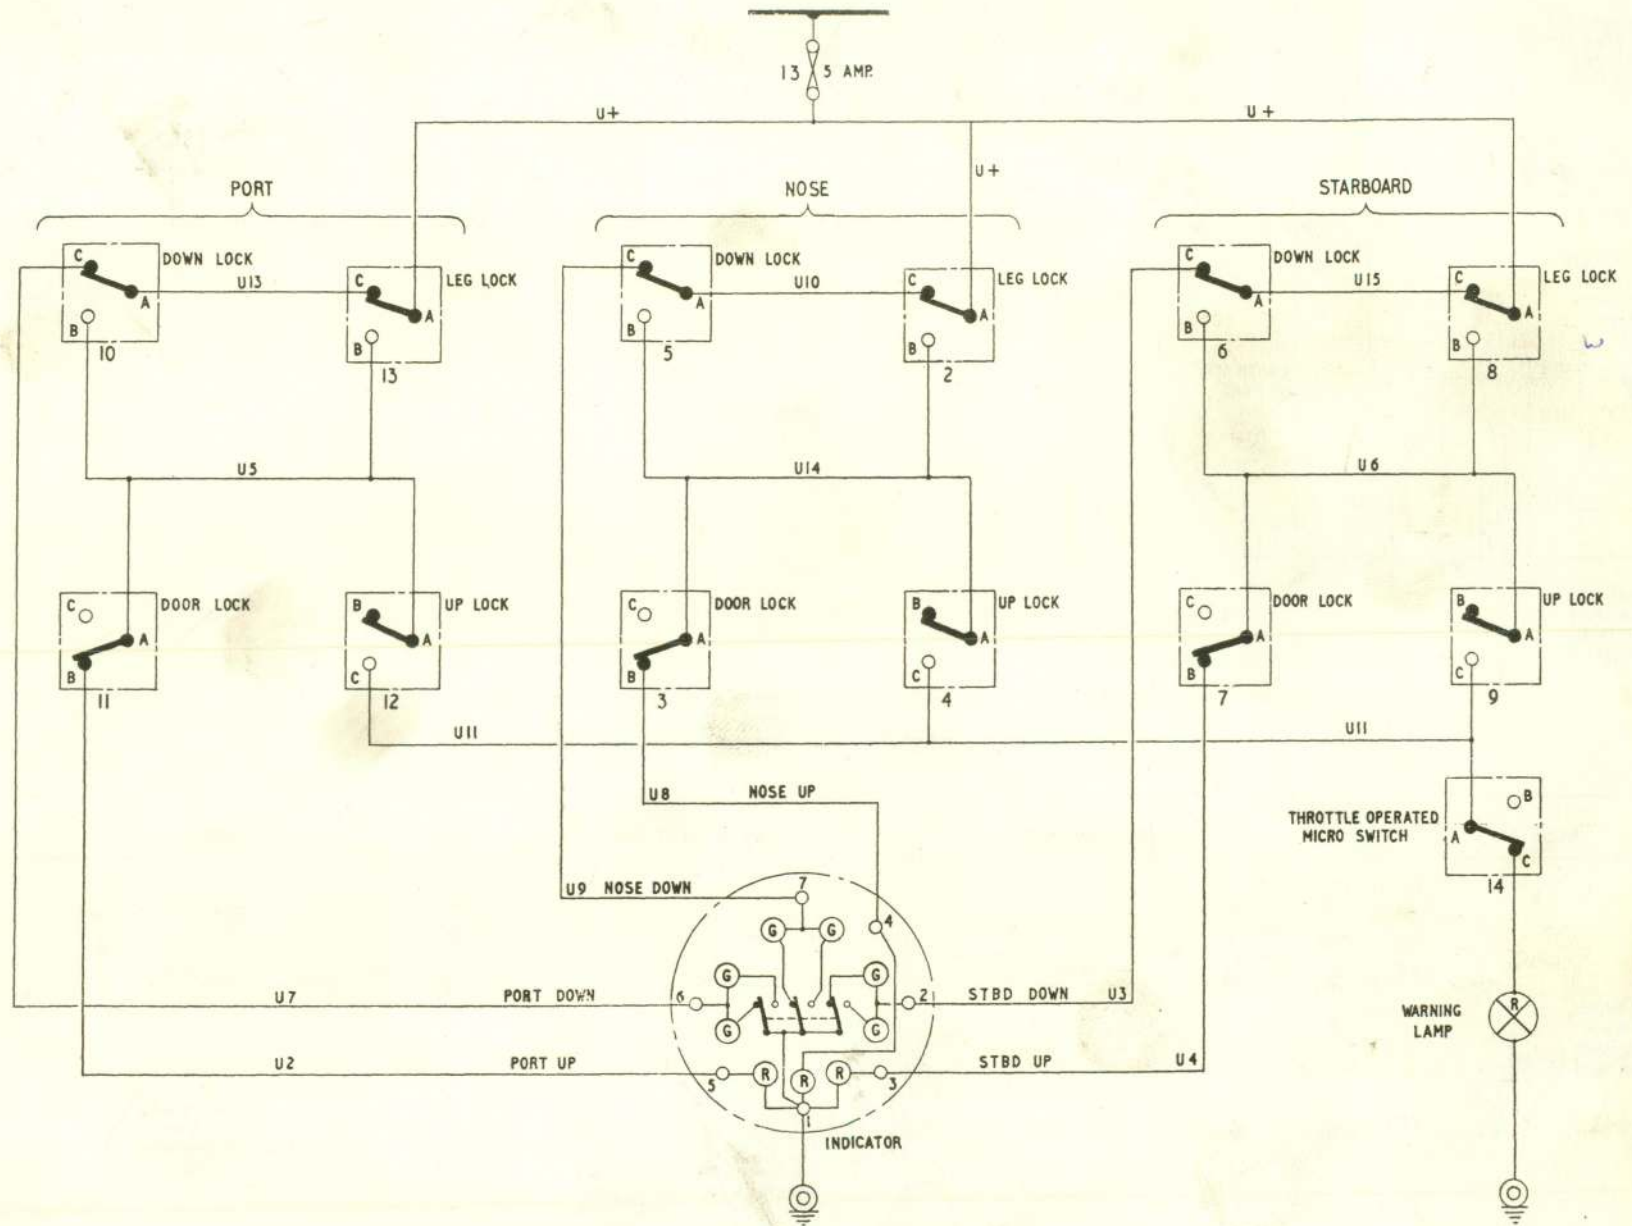 13 5 AMP.
U+ U+
U+
PORT NOSE STARBOARD
C DOWN LOCK U13 A B 10
C LEG LOCK A B 13
C DOWN LOCK U10 A B 5
C LEG LOCK A B 2
C DOWN LOCK U15 A B 6
C LEG LOCK A B 8
U5 U14 U6
C DOOR LOCK A B 11
B UP LOCK A C 12
C DOOR LOCK A B 3
B UP LOCK A C 4
C DOOR LOCK A B 7
B UP LOCK A C 9
U11 U11
U8 NOSE UP
B
THROTTLE OPERATED
MICRO SWITCH
A C
14
U9 NOSE DOWN 7
4
G G
G G
U7 PORT DOWN 6 2 STBD DOWN U3
G G
U2 PORT UP 5 R R R 3 STBD UP U4
1
INDICATOR
WARNING
LAMP
R